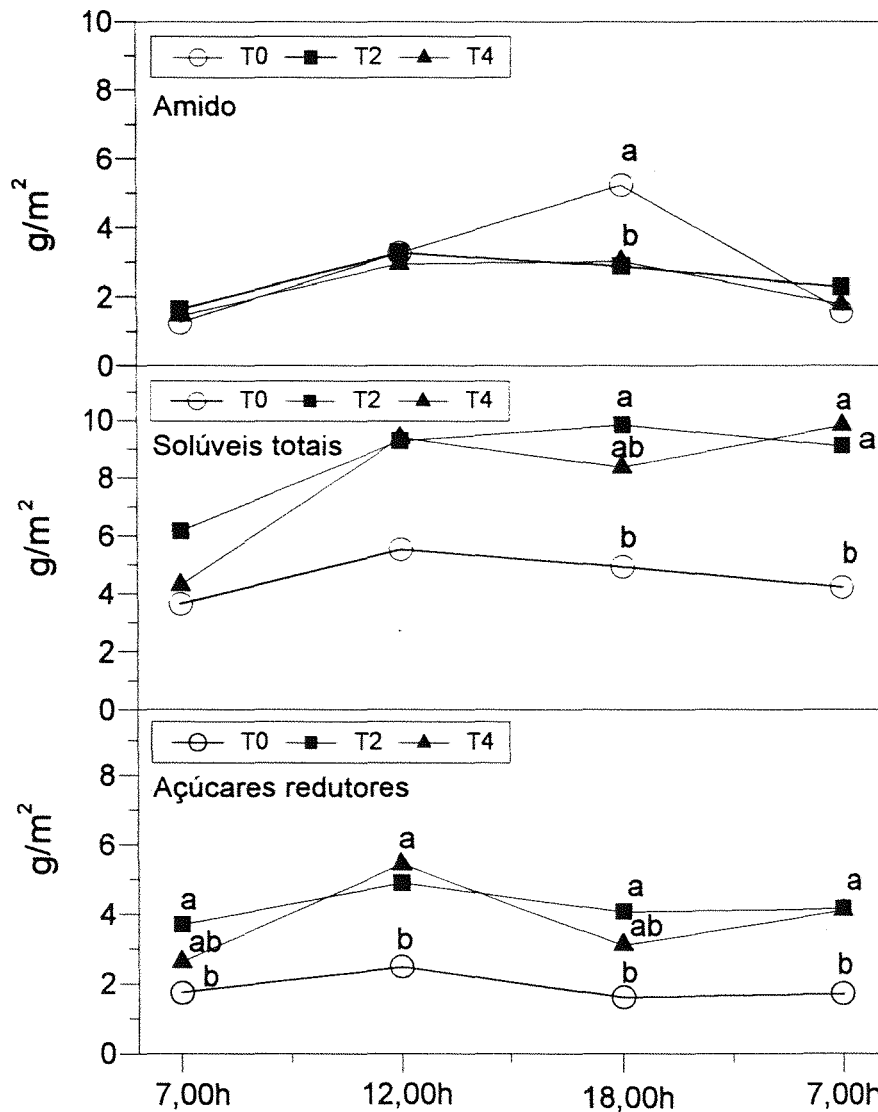 10
8
6
4
2
0
g/m²
T0 T2 T4
Amido
a
b
10
8
6
4
2
0
g/m²
T0 T2 T4
Solúveis totais
a
a
ab
a
b
b
8
6
4
2
0
g/m²
T0 T2 T4
Açúcares redutores
a
a
a
a
ab
ab
b
b
b
b
7,00h 12,00h 18,00h 7,00h